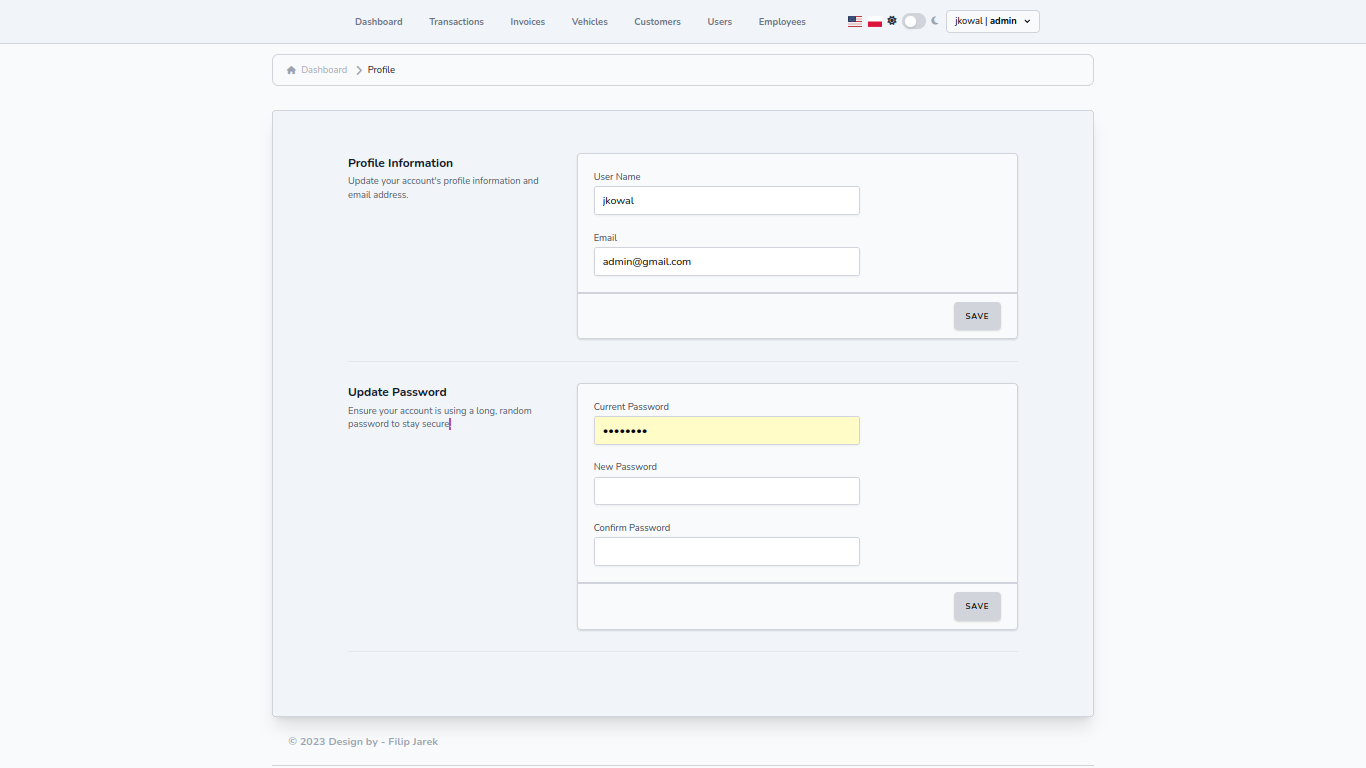 Dashboard Transactions Invoices Vehicles Customers Users Employees jkowal | admin
Dashboard Profile
Profile Information
Update your account's profile information and
email address.
User Name
jkowal
Email
admin@gmail.com
SAVE
Update Password
Ensure your account is using a long, random
password to stay secure
Current Password
••••••••
New Password
Confirm Password
SAVE
© 2023 Design by - Filip Jarek